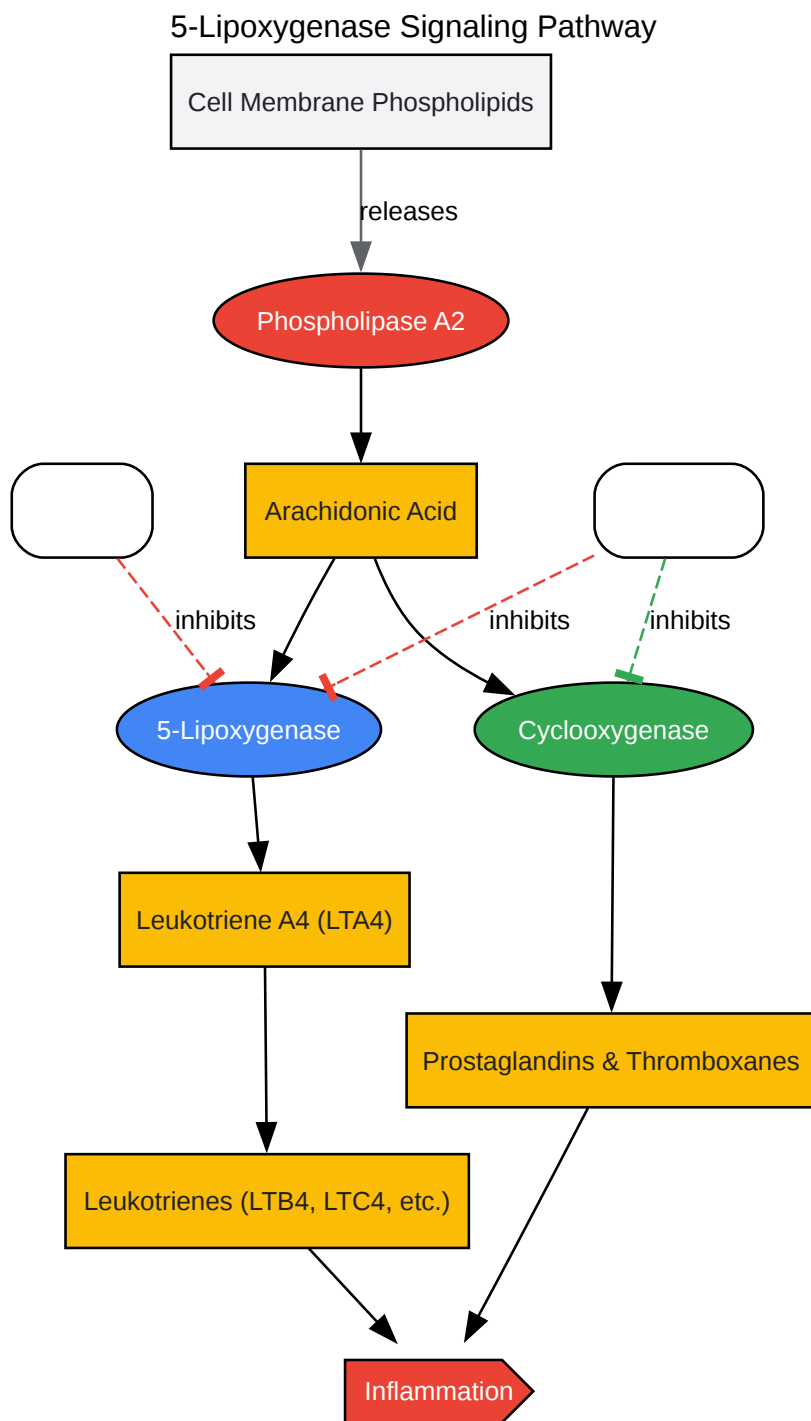 5-Lipoxygenase Signaling Pathway
Cell Membrane Phospholipids
releases
Phospholipase A2
Arachidonic Acid
inhibits
inhibits
inhibits
5-Lipoxygenase
Cyclooxygenase
Leukotriene A4 (LTA4)
Prostaglandins & Thromboxanes
Leukotrienes (LTB4, LTC4, etc.)
Inflammation